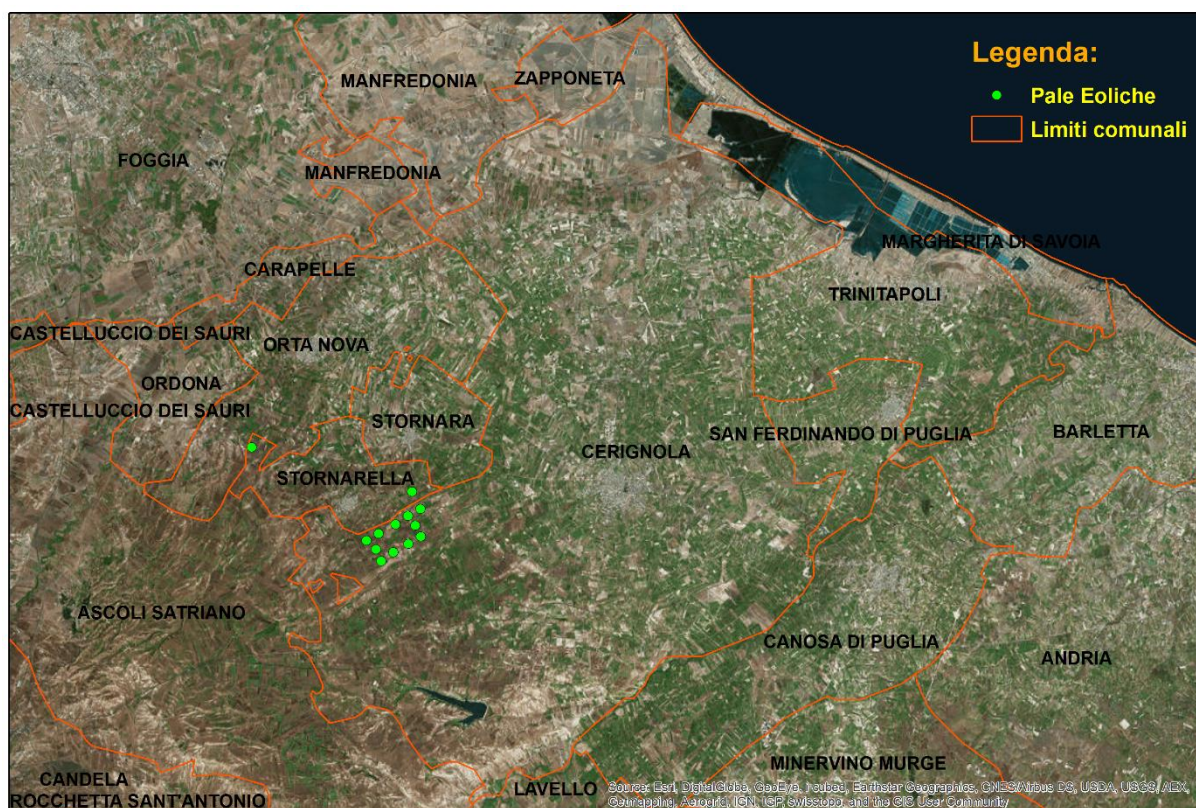 Legenda:
Pale Eoliche
Limiti comunali
MANFREDONIA
ZAPPONETA
FOGGIA
MANFREDONIA
MARGHERITA DI SAVOIA
CARAPELLE
TRINITAPOLI
CASTELLUCCIO DEI SAURI
ORTA NOVA
ORDONA
CASTELLUCCIO DEI SAURI
STORNARA
SAN FERDINANDO DI PUGLIA
BARLETTA
CERIGNOLA
STORNARELLA
ASCOLI SATRIANO
CANOSA DI PUGLIA
ANDRIA
MINERVINO MURGE
CANDELA
LAVELLO
ROCCHETTA SANT'ANTONIO
Source: Esri, DigitalGlobe, GeoEye, i-cubed, Earthstar Geographics, CNES/Airbus DS, USDA, USGS, AEX,
Getmapping, Aerogrid, IGN, IGP, swisstopo, and the GIS User Community